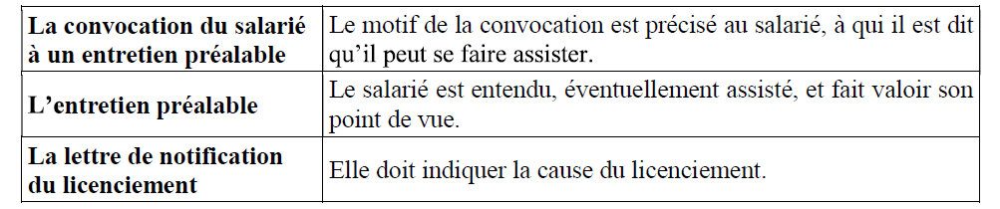 La convocation du salarié
à un entretien préalable
Le motif de la convocation est précisé au salarié, à qui il est dit
qu’il peut se faire assister.
L’entretien préalable
Le salarié est entendu, éventuellement assisté, et fait valoir son
point de vue.
La lettre de notification
du licenciement
Elle doit indiquer la cause du licenciement.